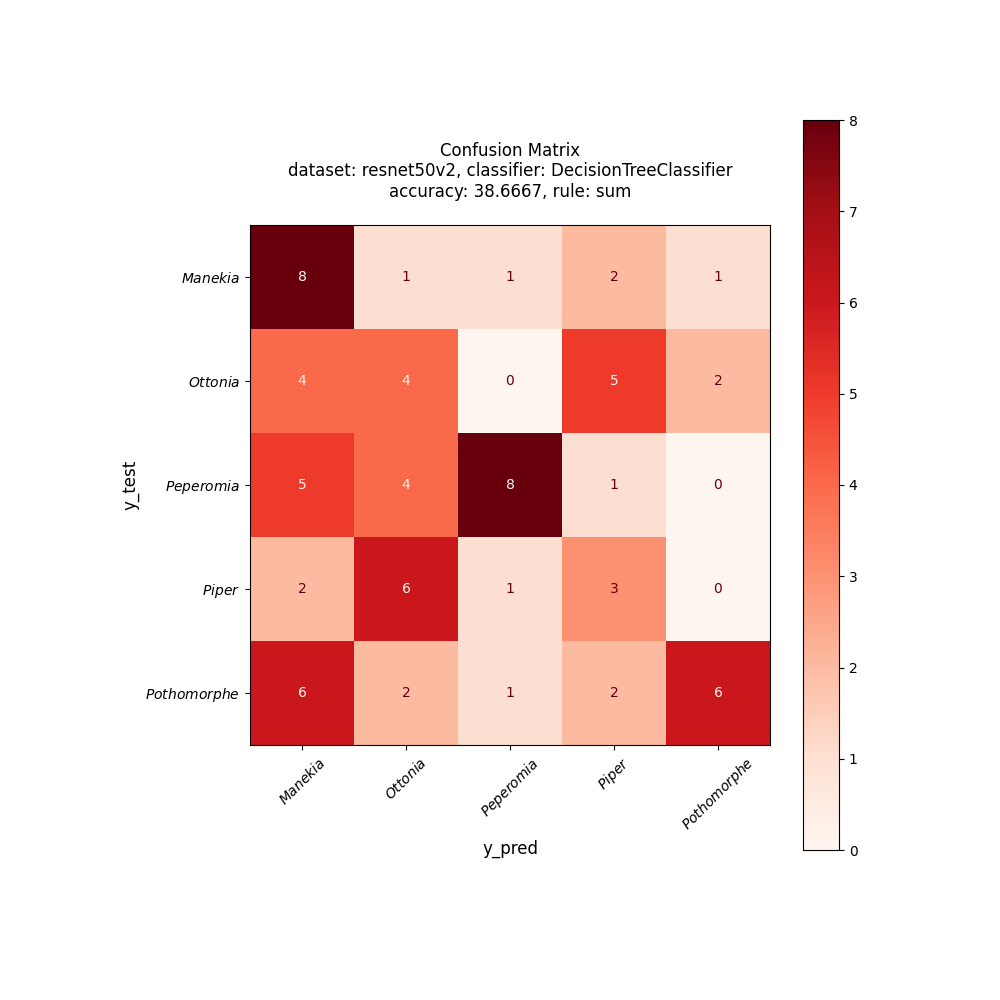 Confusion Matrix
dataset: resnet50v2, classifier: DecisionTreeClassifier
accuracy: 38.6667, rule: sum
8
7
6
5
4
3
2
1
0
y_test
Manekia 8 1 1 2 1
Ottonia 4 4 0 5 2
Peperomia 5 4 8 1 0
Piper 2 6 1 3 0
Pothomorphe 6 2 1 2 6
Manekia Ottonia Peperomia Piper Pothomorphe
y_pred